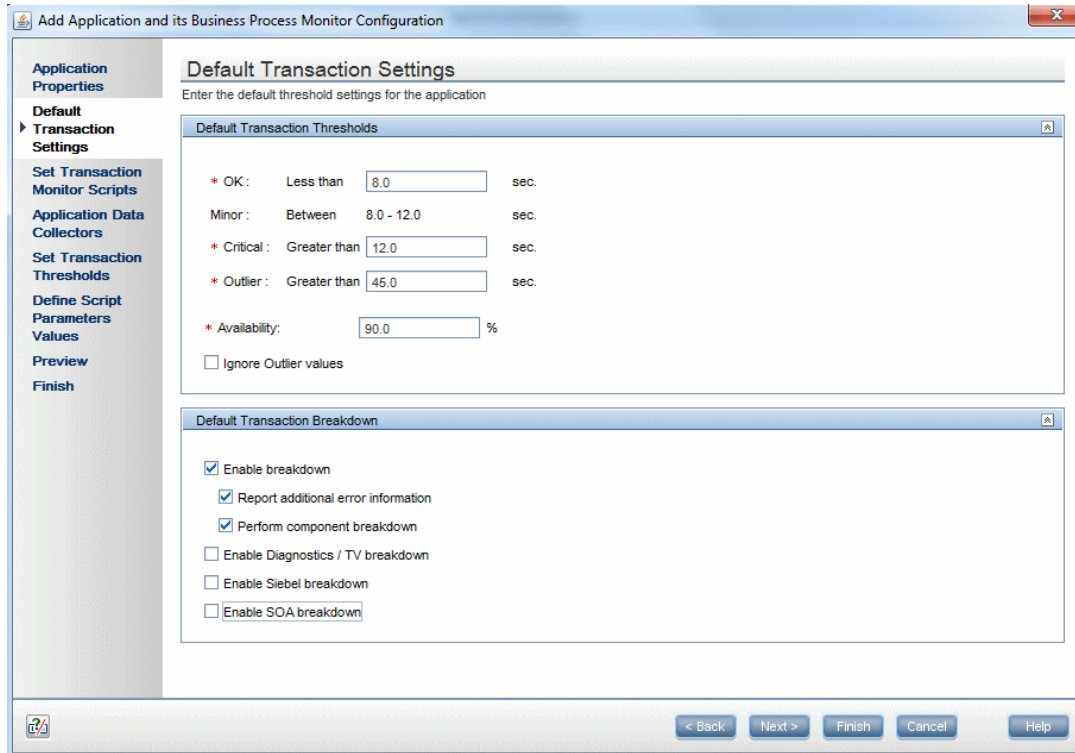 Add Application and its Business Process Monitor Configuration
Application
Properties
Default
Transaction
Settings
Set Transaction
Monitor Scripts
Application Data
Collectors
Set Transaction
Thresholds
Define Script
Parameters
Values
Preview
Finish
Default Transaction Settings
Enter the default threshold settings for the application
Default Transaction Thresholds
* OK : Less than 8.0 sec.
Minor : Between 8.0 - 12.0 sec.
* Critical : Greater than 12.0 sec.
* Outlier : Greater than 45.0 sec.
* Availability: 90.0 %
Ignore Outlier values
Default Transaction Breakdown
Enable breakdown
Report additional error information
Perform component breakdown
Enable Diagnostics / TV breakdown
Enable Siebel breakdown
Enable SOA breakdown
< Back Next > Finish Cancel Help